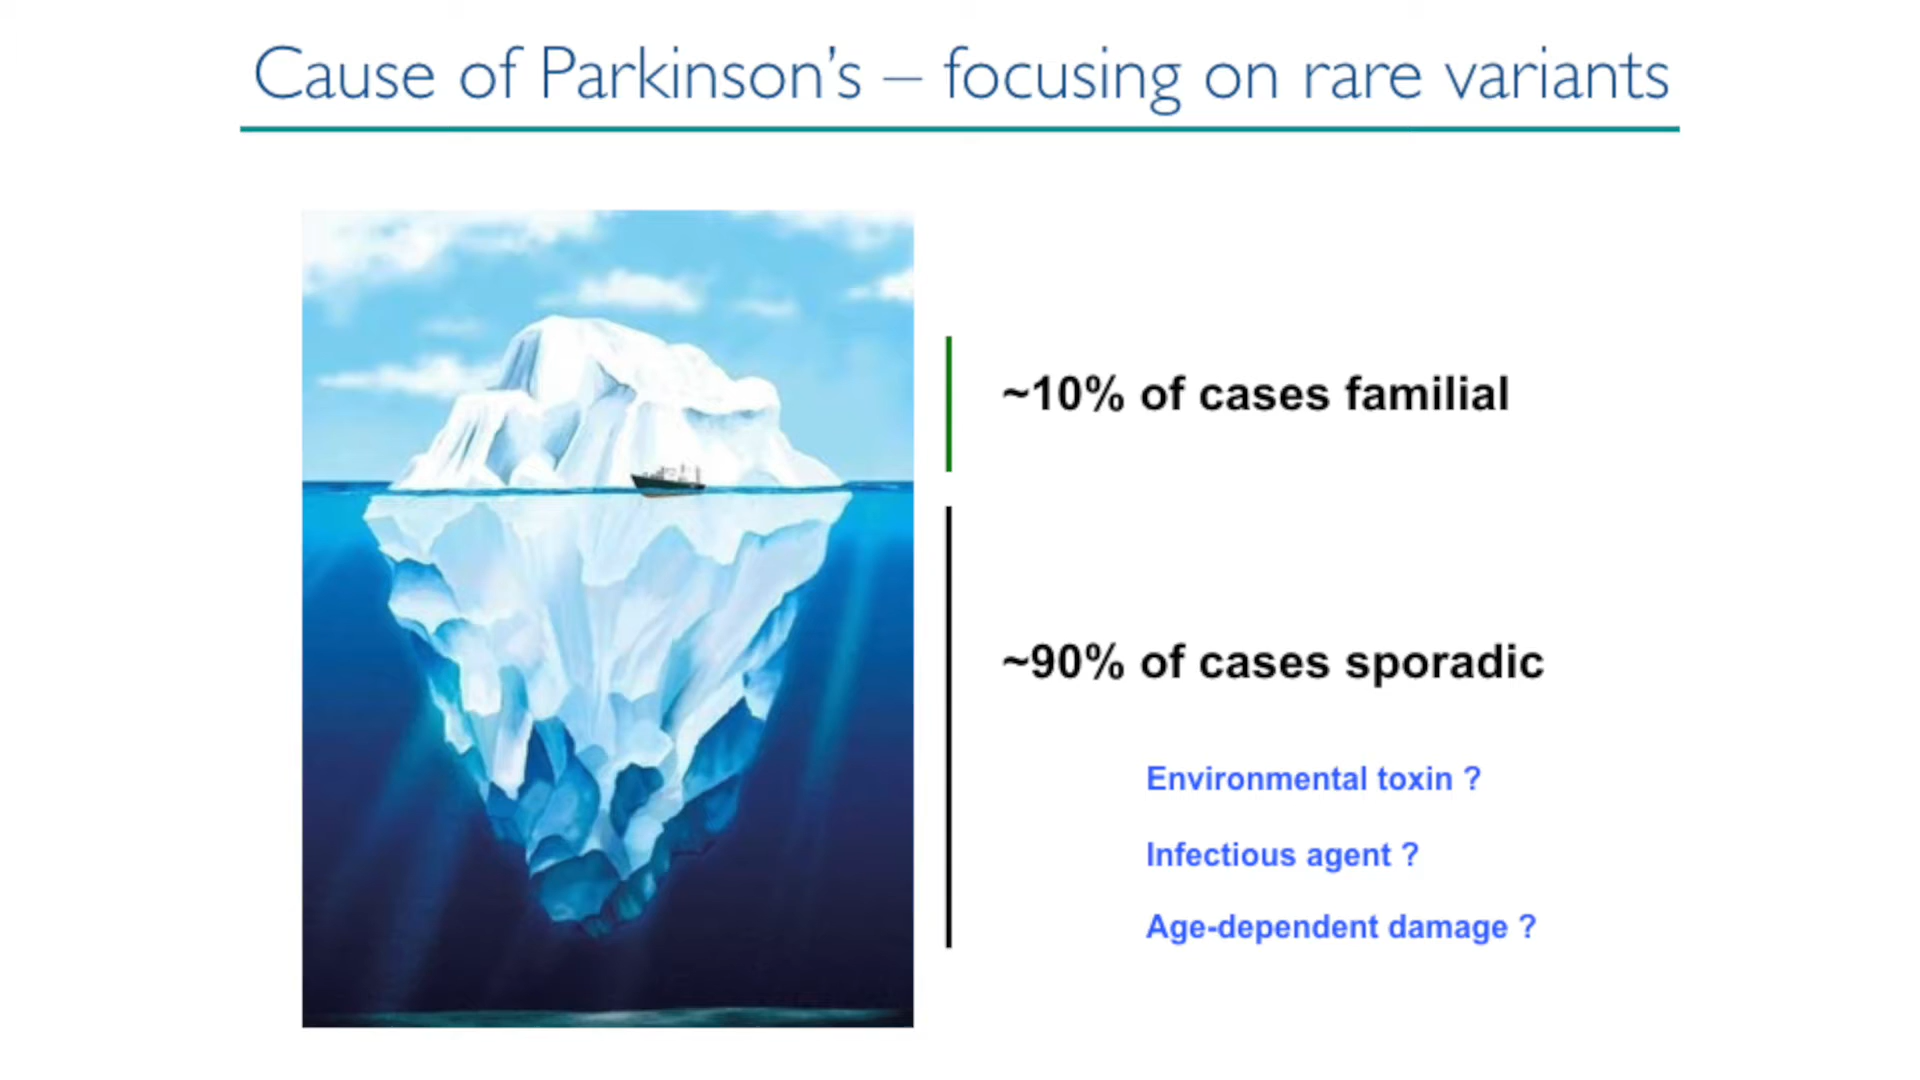 Cause of Parkinson’s – focusing on rare variants
~10% of cases familial
~90% of cases sporadic
Environmental toxin ?
Infectious agent ?
Age-dependent damage ?